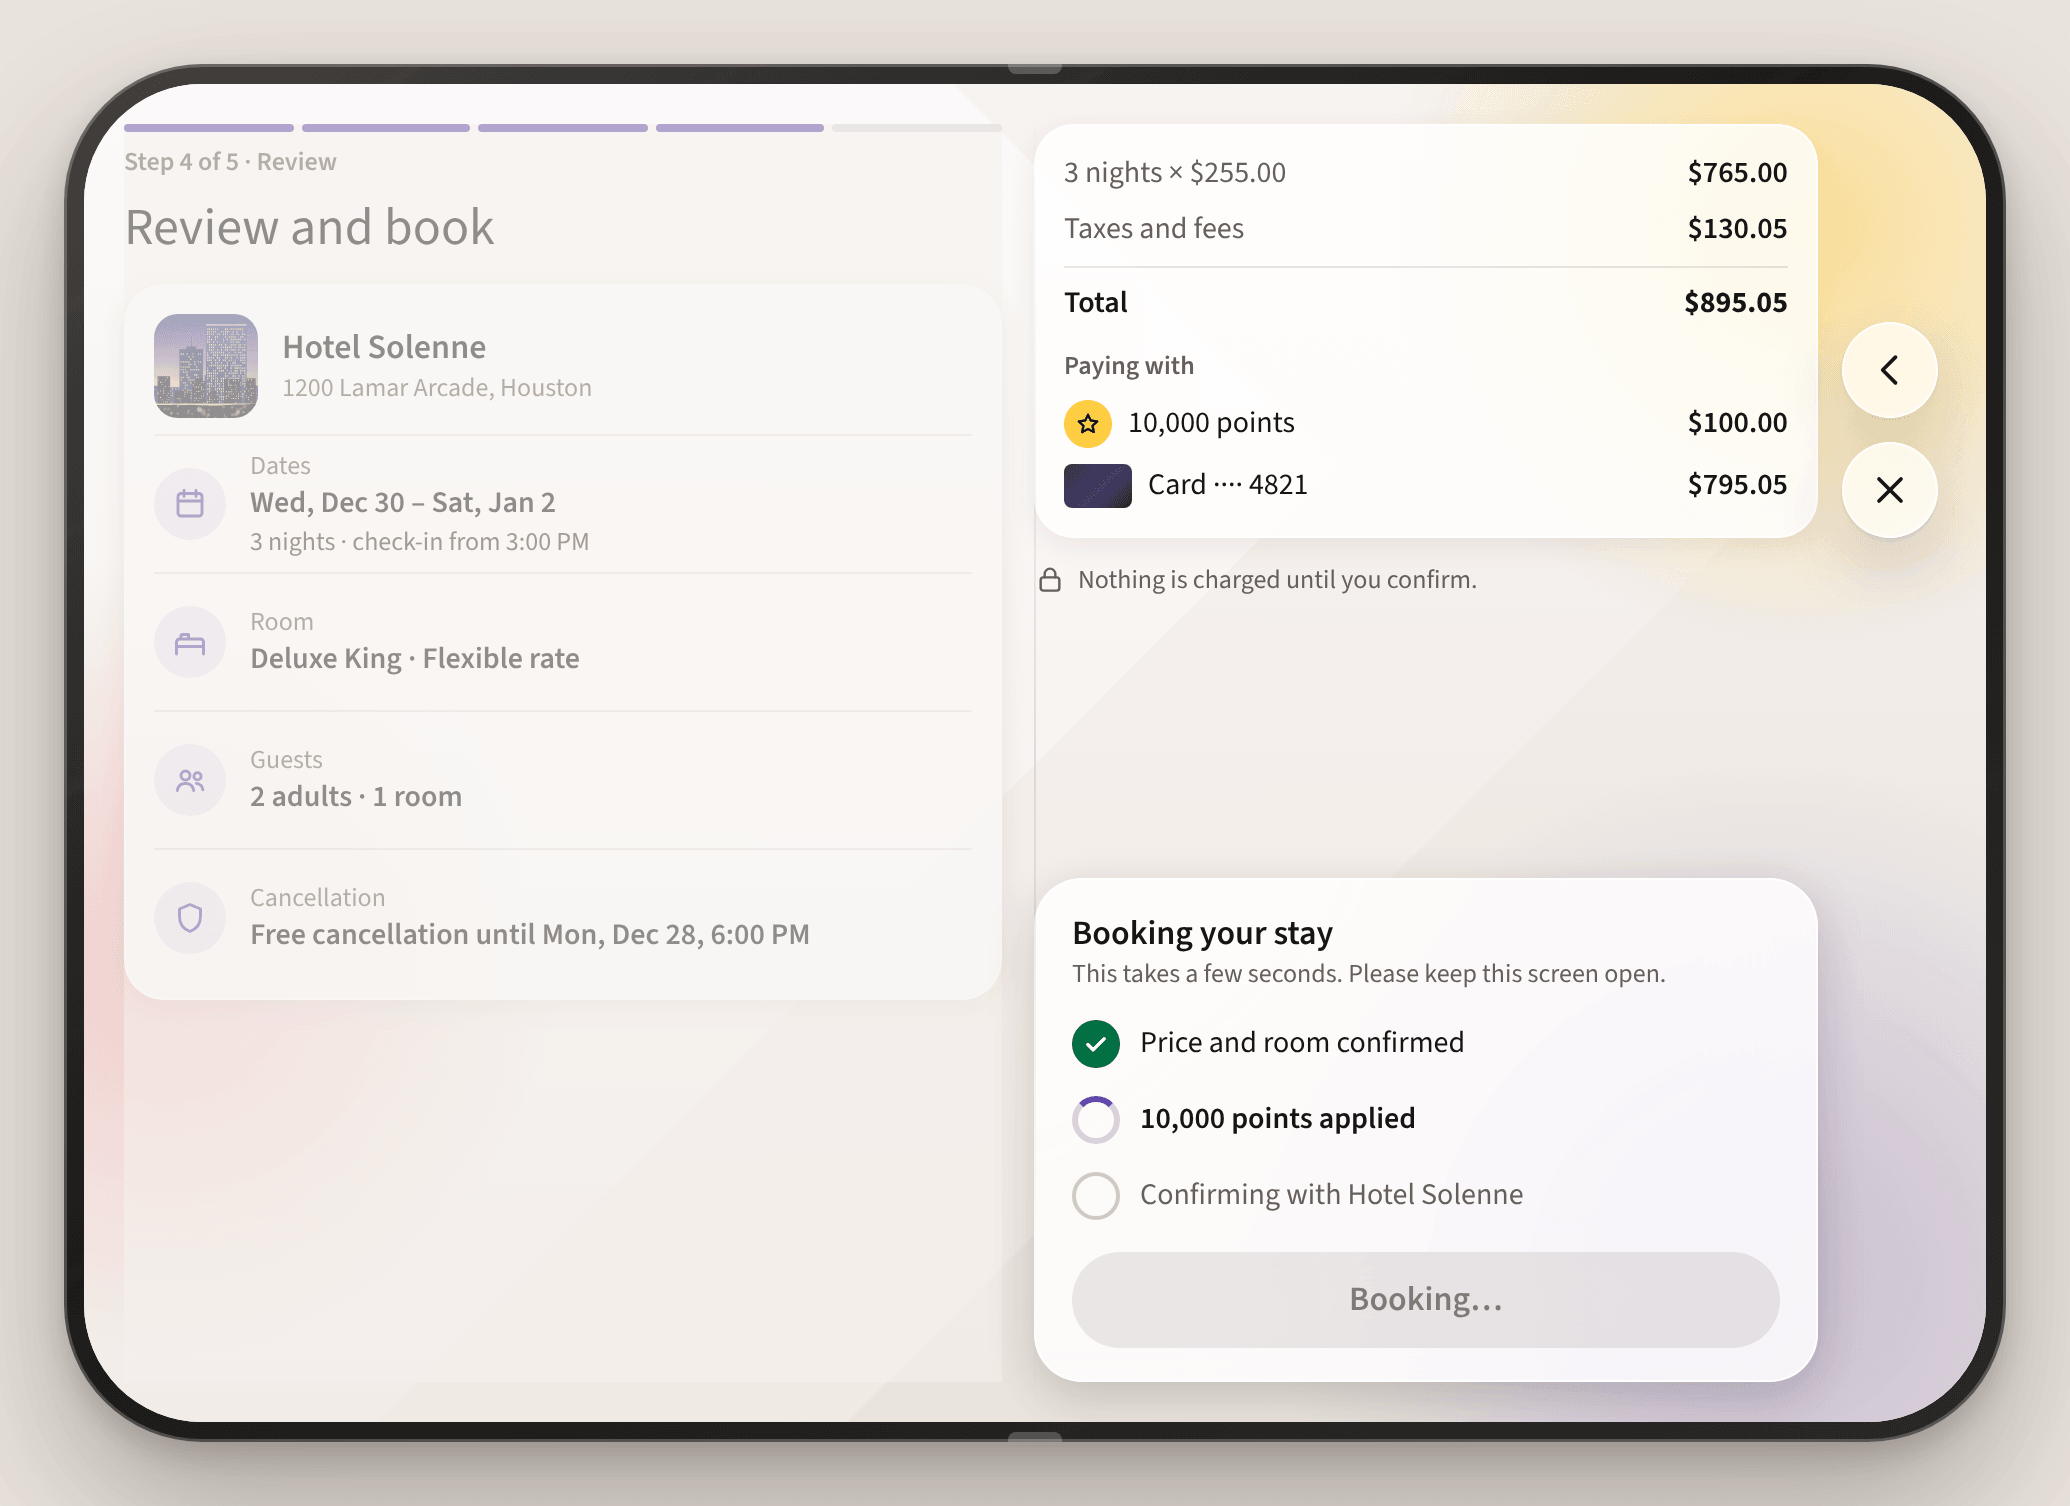 Step 4 of 5 · Review
Review and book
Hotel Solenne
1200 Lamar Arcade, Houston
Dates
Wed, Dec 30 – Sat, Jan 2
3 nights · check-in from 3:00 PM
Room
Deluxe King · Flexible rate
Guests
2 adults · 1 room
Cancellation
Free cancellation until Mon, Dec 28, 6:00 PM
3 nights × $255.00 $765.00
Taxes and fees $130.05
Total $895.05
Paying with
10,000 points $100.00
Card ···· 4821 $795.05
Nothing is charged until you confirm.
Booking your stay
This takes a few seconds. Please keep this screen open.
Price and room confirmed
10,000 points applied
Confirming with Hotel Solenne
Booking…